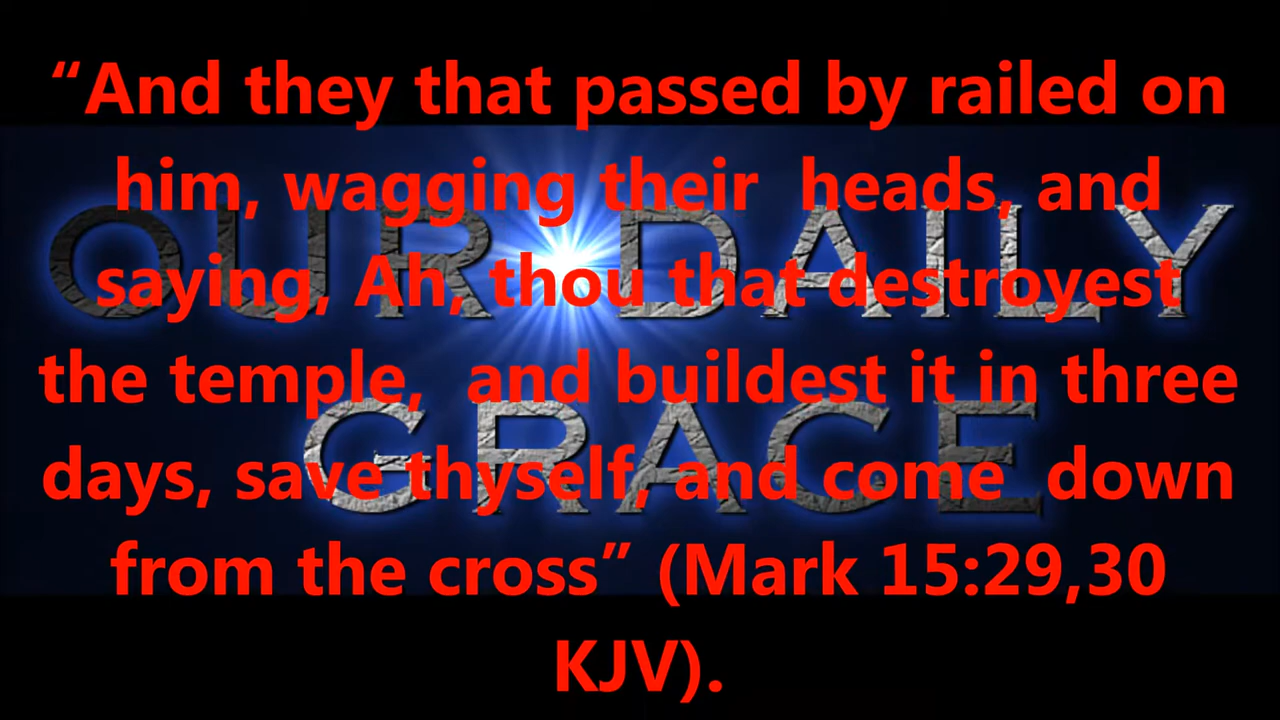 “And they that passed by railed on
him, wagging their heads, and
saying, Ah, thou that destroyest
the temple, and buildest it in three
days, save thyself, and come down
from the cross” (Mark 15:29,30
KJV).
OUR DAILY
GRACE